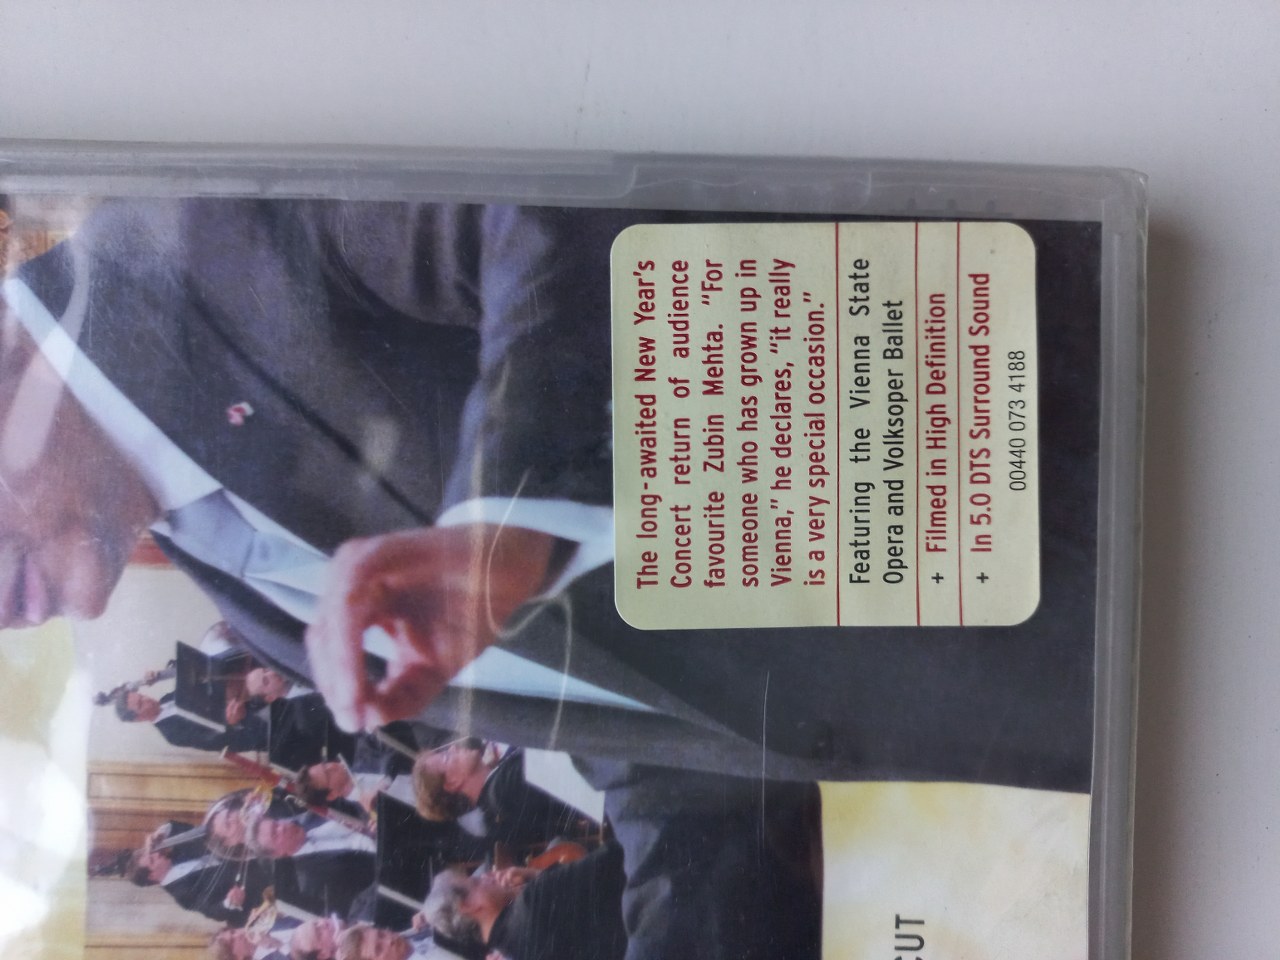 The long-awaited New Year's
Concert return of audience
favourite Zubin Mehta. "For
someone who has grown up in
Vienna," he declares, "it really
is a very special occasion."
Featuring the Vienna State
Opera and Volksoper Ballet
+ Filmed in High Definition
+ In 5.0 DTS Surround Sound
00440 073 4188
CUT